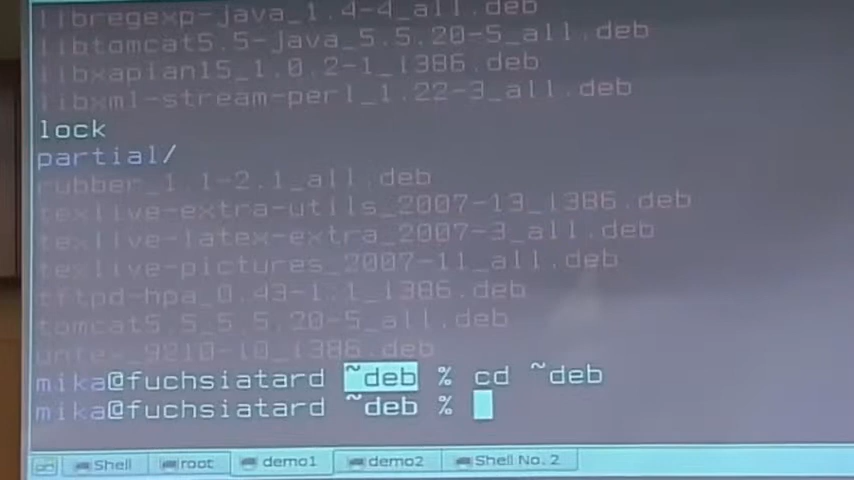 libregexp-java_1.4-4_all.deb
libtomcat5.5-java_5.5.20-5_all.deb
libxapian15_1.0.2-1_i386.deb
libxml-stream-perl_1.22-3_all.deb
lock
partial/
rubber_1.1-2.1_all.deb
texlive-extra-utils_2007-13_i386.deb
texlive-latex-extra_2007-3_all.deb
texlive-pictures_2007-11_all.deb
tftpd-hpa_0.43-1.1_i386.deb
tomcat5.5_5.5.20-5_all.deb
untex_9210-10_i386.deb
mika@fuchsiatard ~deb % cd ~deb
mika@fuchsiatard ~deb %
Shell root demo1 demo2 Shell No. 2